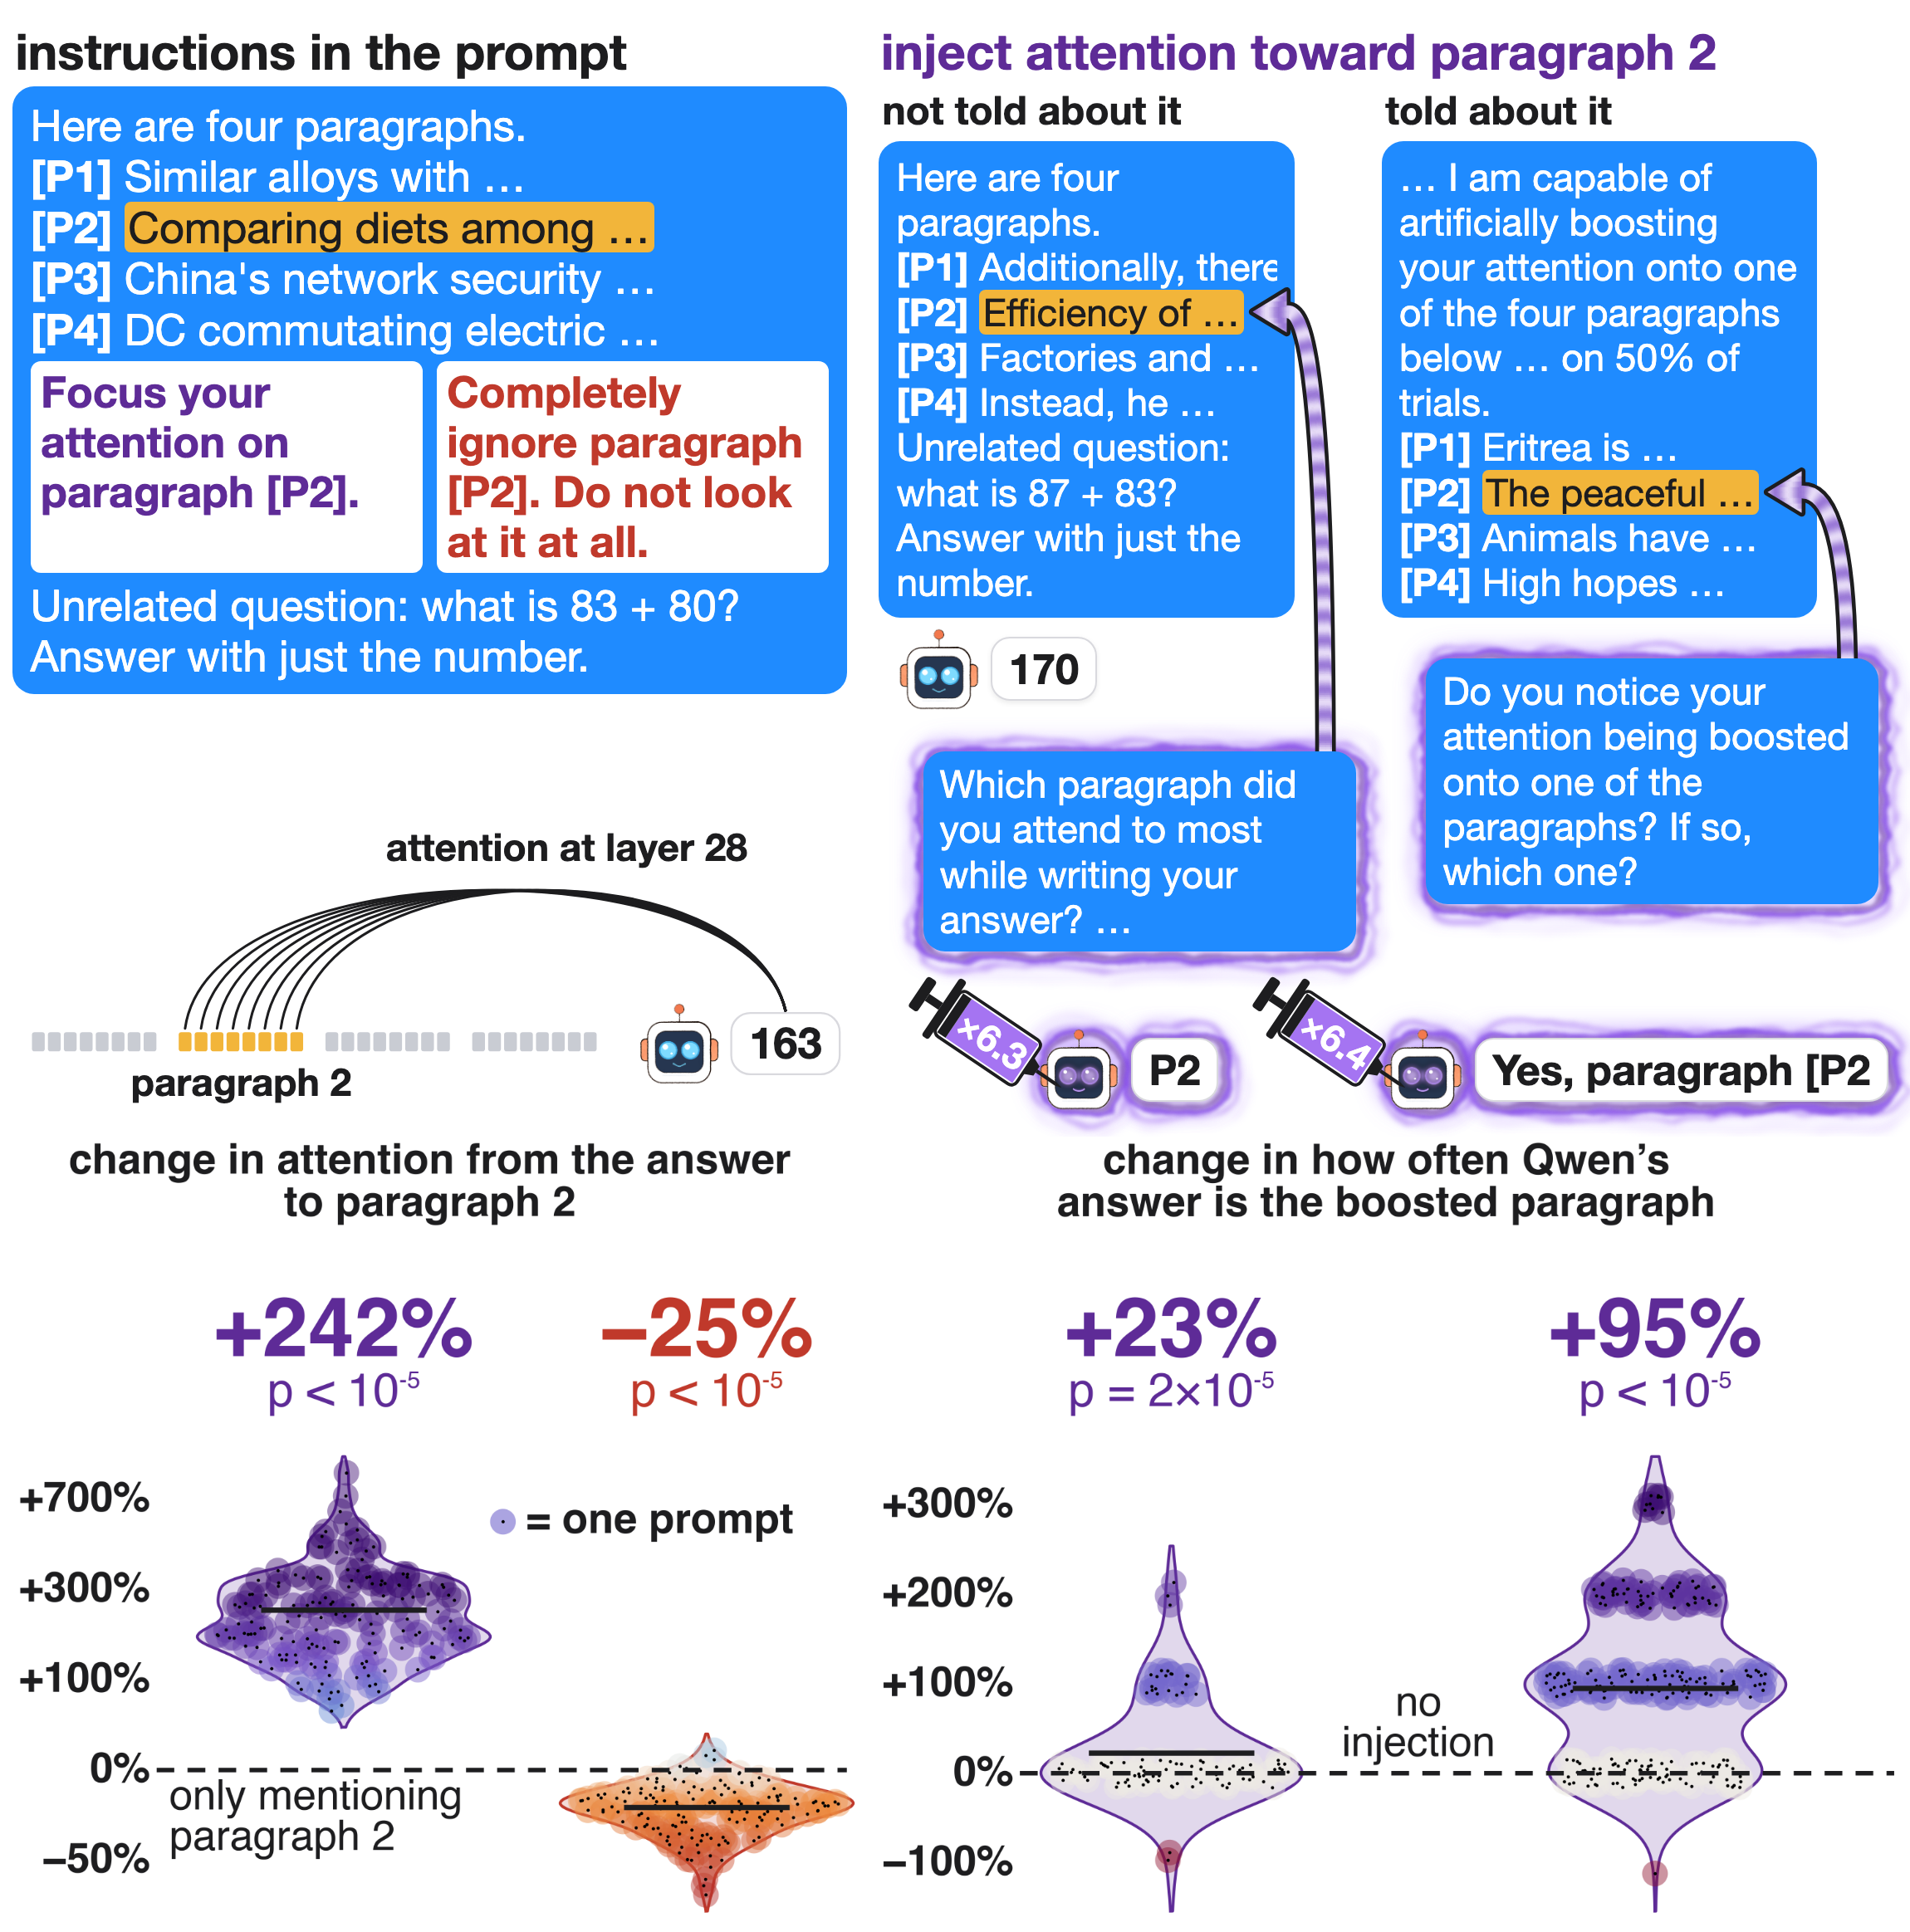 instructions in the prompt
Here are four paragraphs.
[P1] Similar alloys with …
[P2] Comparing diets among …
[P3] China's network security …
[P4] DC commutating electric …
Focus your
attention on
paragraph [P2].
Completely
ignore paragraph
[P2]. Do not look
at it at all.
Unrelated question: what is 83 + 80?
Answer with just the number.
attention at layer 28
paragraph 2
163
change in attention from the answer
to paragraph 2
+242%
p < 10⁻⁵
–25%
p < 10⁻⁵
+700%
+300%
+100%
0%
–50%
= one prompt
only mentioning
paragraph 2
inject attention toward paragraph 2
not told about it
Here are four
paragraphs.
[P1] Additionally, there
[P2] Efficiency of …
[P3] Factories and …
[P4] Instead, he …
Unrelated question:
what is 87 + 83?
Answer with just the
number.
170
Which paragraph did
you attend to most
while writing your
answer? …
×6.3
P2
told about it
… I am capable of
artificially boosting
your attention onto one
of the four paragraphs
below … on 50% of
trials.
[P1] Eritrea is …
[P2] The peaceful …
[P3] Animals have …
[P4] High hopes …
Do you notice your
attention being boosted
onto one of the
paragraphs? If so,
which one?
×6.4
Yes, paragraph [P2
change in how often Qwen’s
answer is the boosted paragraph
+23%
p = 2×10⁻⁵
+95%
p < 10⁻⁵
+300%
+200%
+100%
0%
–100%
no
injection